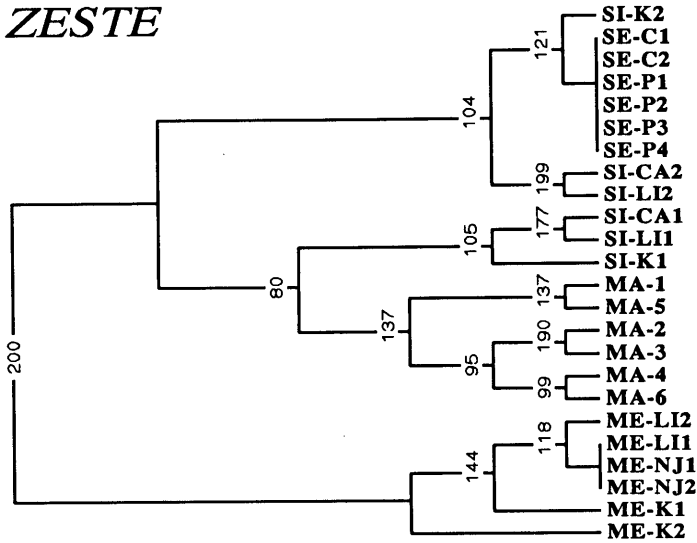 ZESTE
SI-K2
121
SE-C1
SE-C2
SE-P1
104
SE-P2
SE-P3
SE-P4
SI-CA2
199
SI-LI2
SI-CA1
177
SI-LI1
105
SI-K1
80
MA-1
137
MA-5
137
MA-2
190
MA-3
200
95
MA-4
99
MA-6
ME-LI2
118
ME-LI1
144
ME-NJ1
ME-NJ2
ME-K1
ME-K2